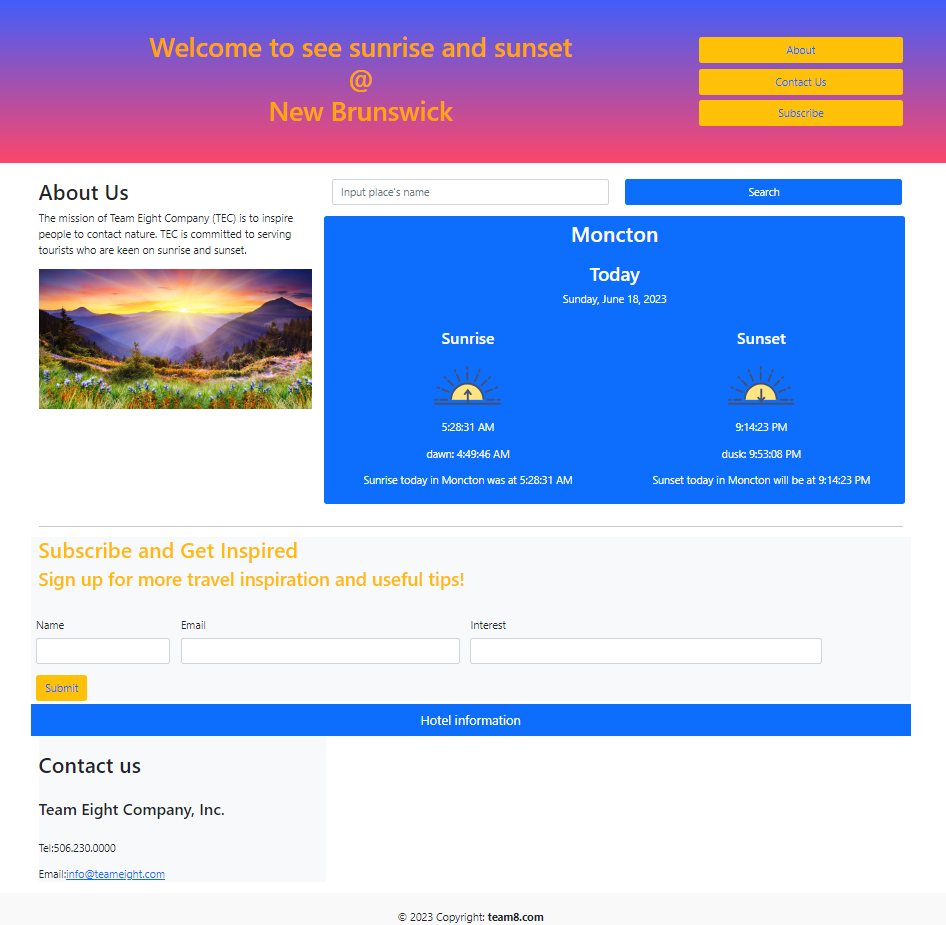 Welcome to see sunrise and sunset
@
New Brunswick
About
Contact Us
Subscribe
About Us
The mission of Team Eight Company (TEC) is to inspire
people to contact nature. TEC is committed to serving
tourists who are keen on sunrise and sunset.
Input place's name
Search
Moncton
Today
Sunday, June 18, 2023
Sunrise
Sunset
5:28:31 AM
9:14:23 PM
dawn: 4:49:46 AM
dusk: 9:53:08 PM
Sunrise today in Moncton was at 5:28:31 AM
Sunset today in Moncton will be at 9:14:23 PM
Subscribe and Get Inspired
Sign up for more travel inspiration and useful tips!
Name
Email
Interest
Submit
Hotel information
Contact us
Team Eight Company, Inc.
Tel:506.230.0000
Email:info@teameight.com
© 2023 Copyright: team8.com